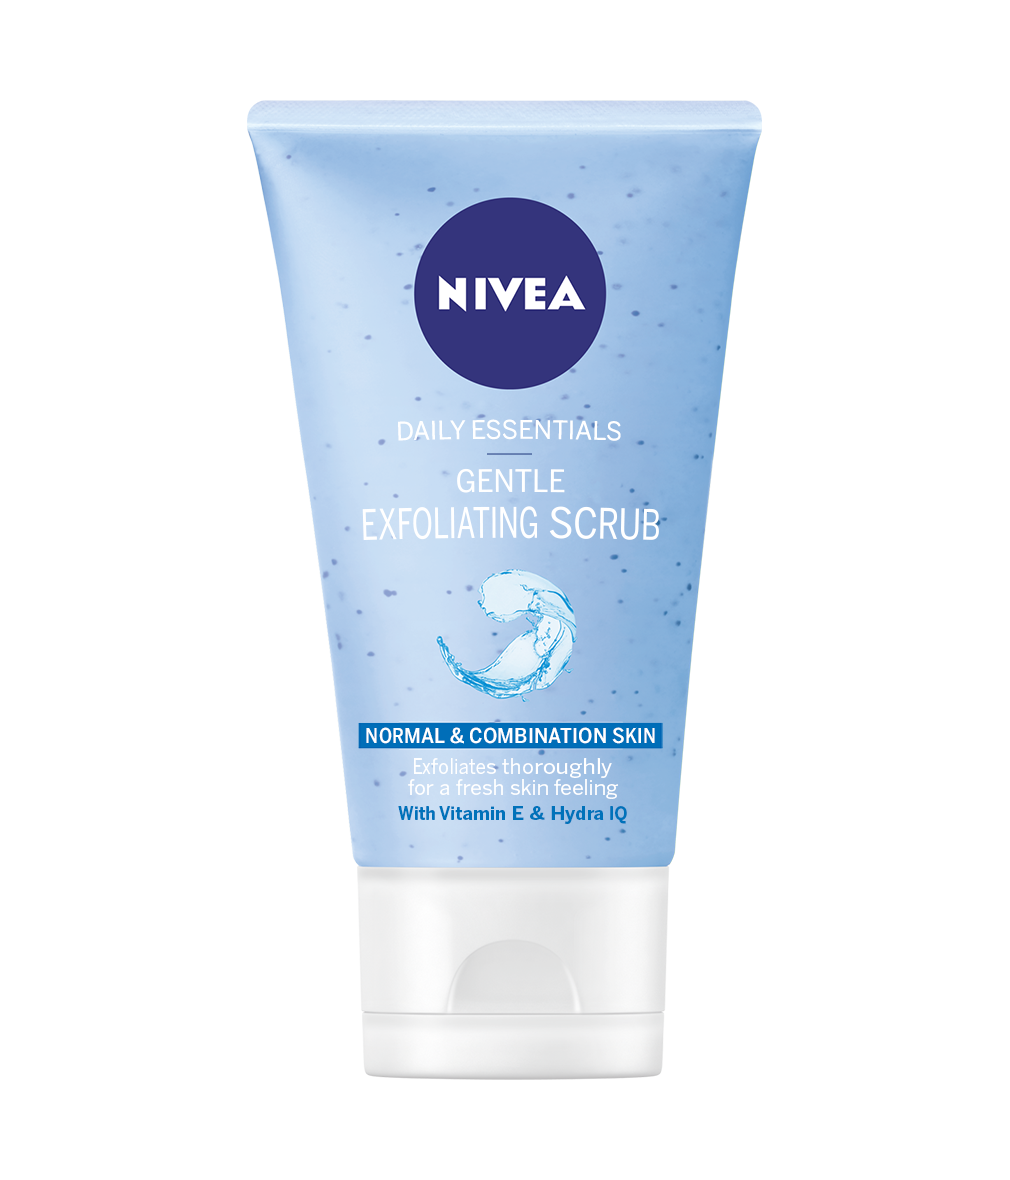 NIVEA
DAILY ESSENTIALS
GENTLE
EXFOLIATING SCRUB
NORMAL & COMBINATION SKIN
Exfoliates thoroughly
for a fresh skin feeling
With Vitamin E & Hydra IQ